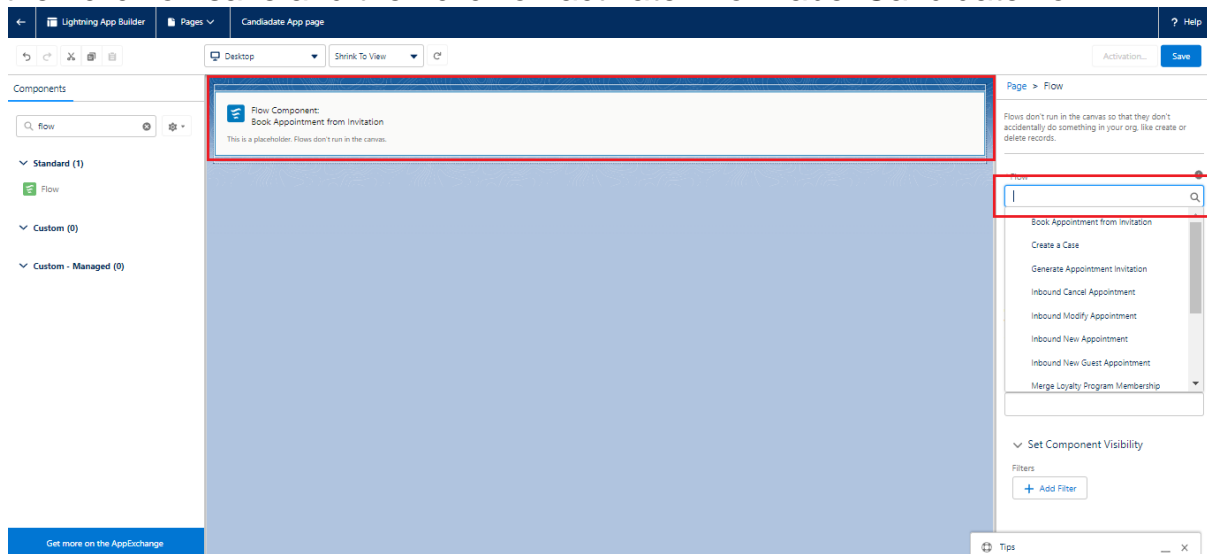 Lightning App Builder
Pages
Candiadate App page
? Help
Desktop
Shrink To View
Activation...
Save
Components
flow
Standard (1)
Flow
Custom (0)
Custom - Managed (0)
Get more on the AppExchange
Flow Component:
Book Appointment from Invitation
This is a placeholder. Flows don't run in the canvas.
Page > Flow
Flows don't run in the canvas so that they don't
accidentally do something in your org, like create or
delete records.
Flow
Book Appointment from Invitation
Create a Case
Generate Appointment Invitation
Inbound Cancel Appointment
Inbound Modify Appointment
Inbound New Appointment
Inbound New Guest Appointment
Merge Loyalty Program Membership
Set Component Visibility
Filters
+ Add Filter
Tips